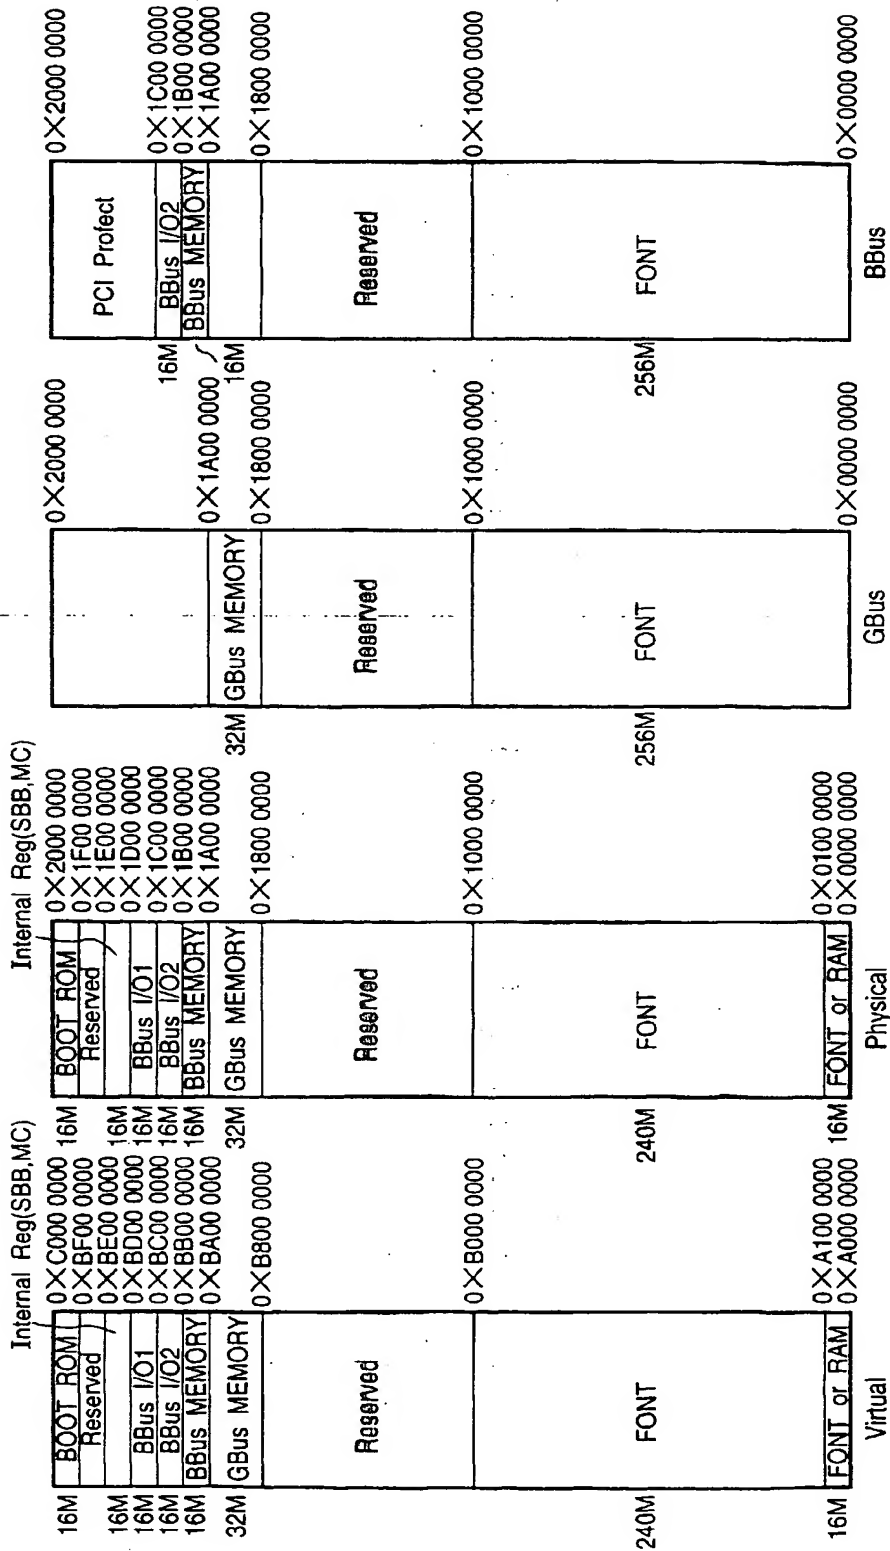 Internal Reg(SBB,MC)
0×C000 0000
16M BOOT ROM
0×BF00 0000
Reserved
0×BE00 0000
16M
0×BD00 0000
16M BBus I/O1
0×BC00 0000
16M BBus I/O2
0×BB00 0000
16M BBus MEMORY
0×BA00 0000
32M GBus MEMORY
0×B800 0000
Reserved
0×B000 0000
240M FONT
0×A100 0000
16M FONT or RAM
0×A000 0000
Virtual
Internal Reg(SBB,MC)
0×2000 0000
16M BOOT ROM
0×1F00 0000
Reserved
0×1E00 0000
16M
0×1D00 0000
16M BBus I/O1
0×1C00 0000
16M BBus I/O2
0×1B00 0000
16M BBus MEMORY
0×1A00 0000
32M GBus MEMORY
0×1800 0000
Reserved
0×1000 0000
240M FONT
0×0100 0000
16M FONT or RAM
0×0000 0000
Physical
0×2000 0000
0×1A00 0000
32M GBus MEMORY
0×1800 0000
Reserved
0×1000 0000
256M FONT
0×0000 0000
GBus
0×2000 0000
PCI Profect
0×1C00 0000
16M BBus I/O2
0×1B00 0000
BBus MEMORY
0×1A00 0000
16M
0×1800 0000
Reserved
0×1000 0000
256M FONT
0×0000 0000
BBus